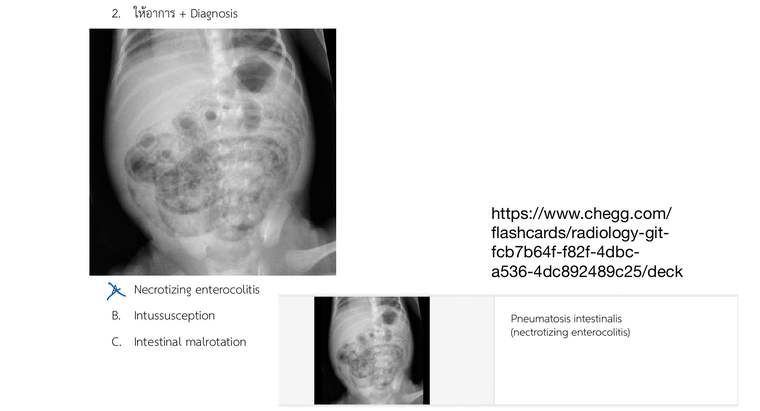 2. ให้อาการ + Diagnosis
https://www.chegg.com/
flashcards/radiology-git-
fcb7b64f-f82f-4dbc-
a536-4dc892489c25/deck
A. Necrotizing enterocolitis
B. Intussusception
C. Intestinal malrotation
Pneumatosis intestinalis
(nectrotizing enterocolitis)